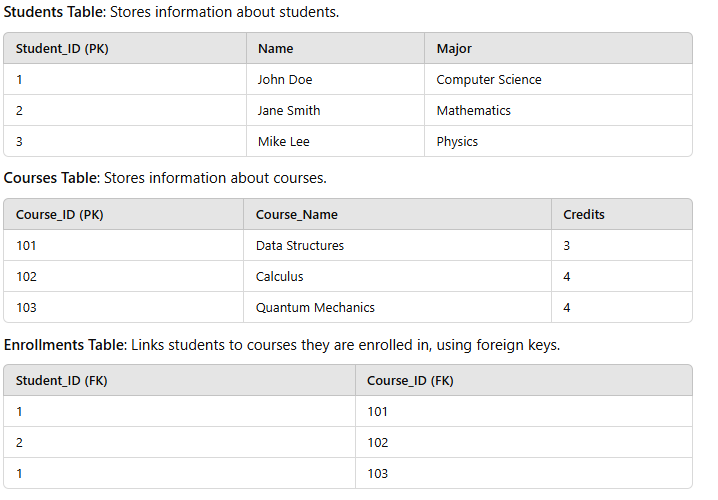 Students Table: Stores information about students.
Student_ID (PK) Name Major
1 John Doe Computer Science
2 Jane Smith Mathematics
3 Mike Lee Physics
Courses Table: Stores information about courses.
Course_ID (PK) Course_Name Credits
101 Data Structures 3
102 Calculus 4
103 Quantum Mechanics 4
Enrollments Table: Links students to courses they are enrolled in, using foreign keys.
Student_ID (FK) Course_ID (FK)
1 101
2 102
1 103